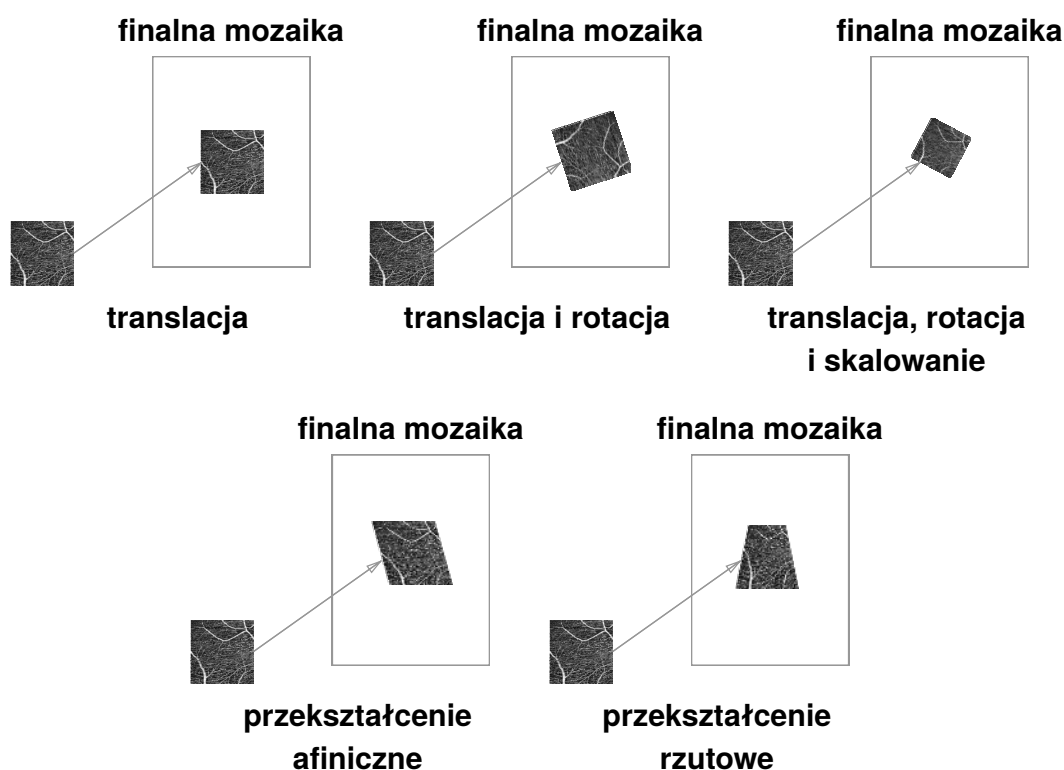 finalna mozaika
finalna mozaika
finalna mozaika
translacja
translacja i rotacja
translacja, rotacja
i skalowanie
finalna mozaika
finalna mozaika
przekształcenie
afiniczne
przekształcenie
rzutowe